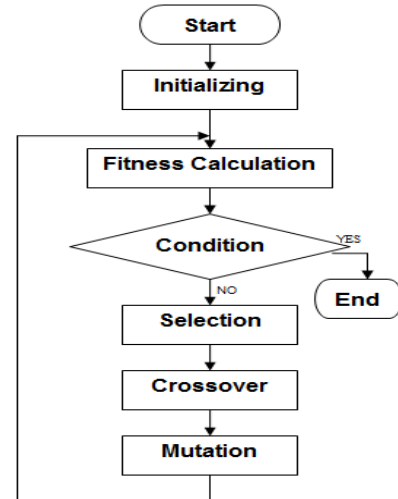 Start
Initializing
Fitness Calculation
Condition
YES
End
NO
Selection
Crossover
Mutation